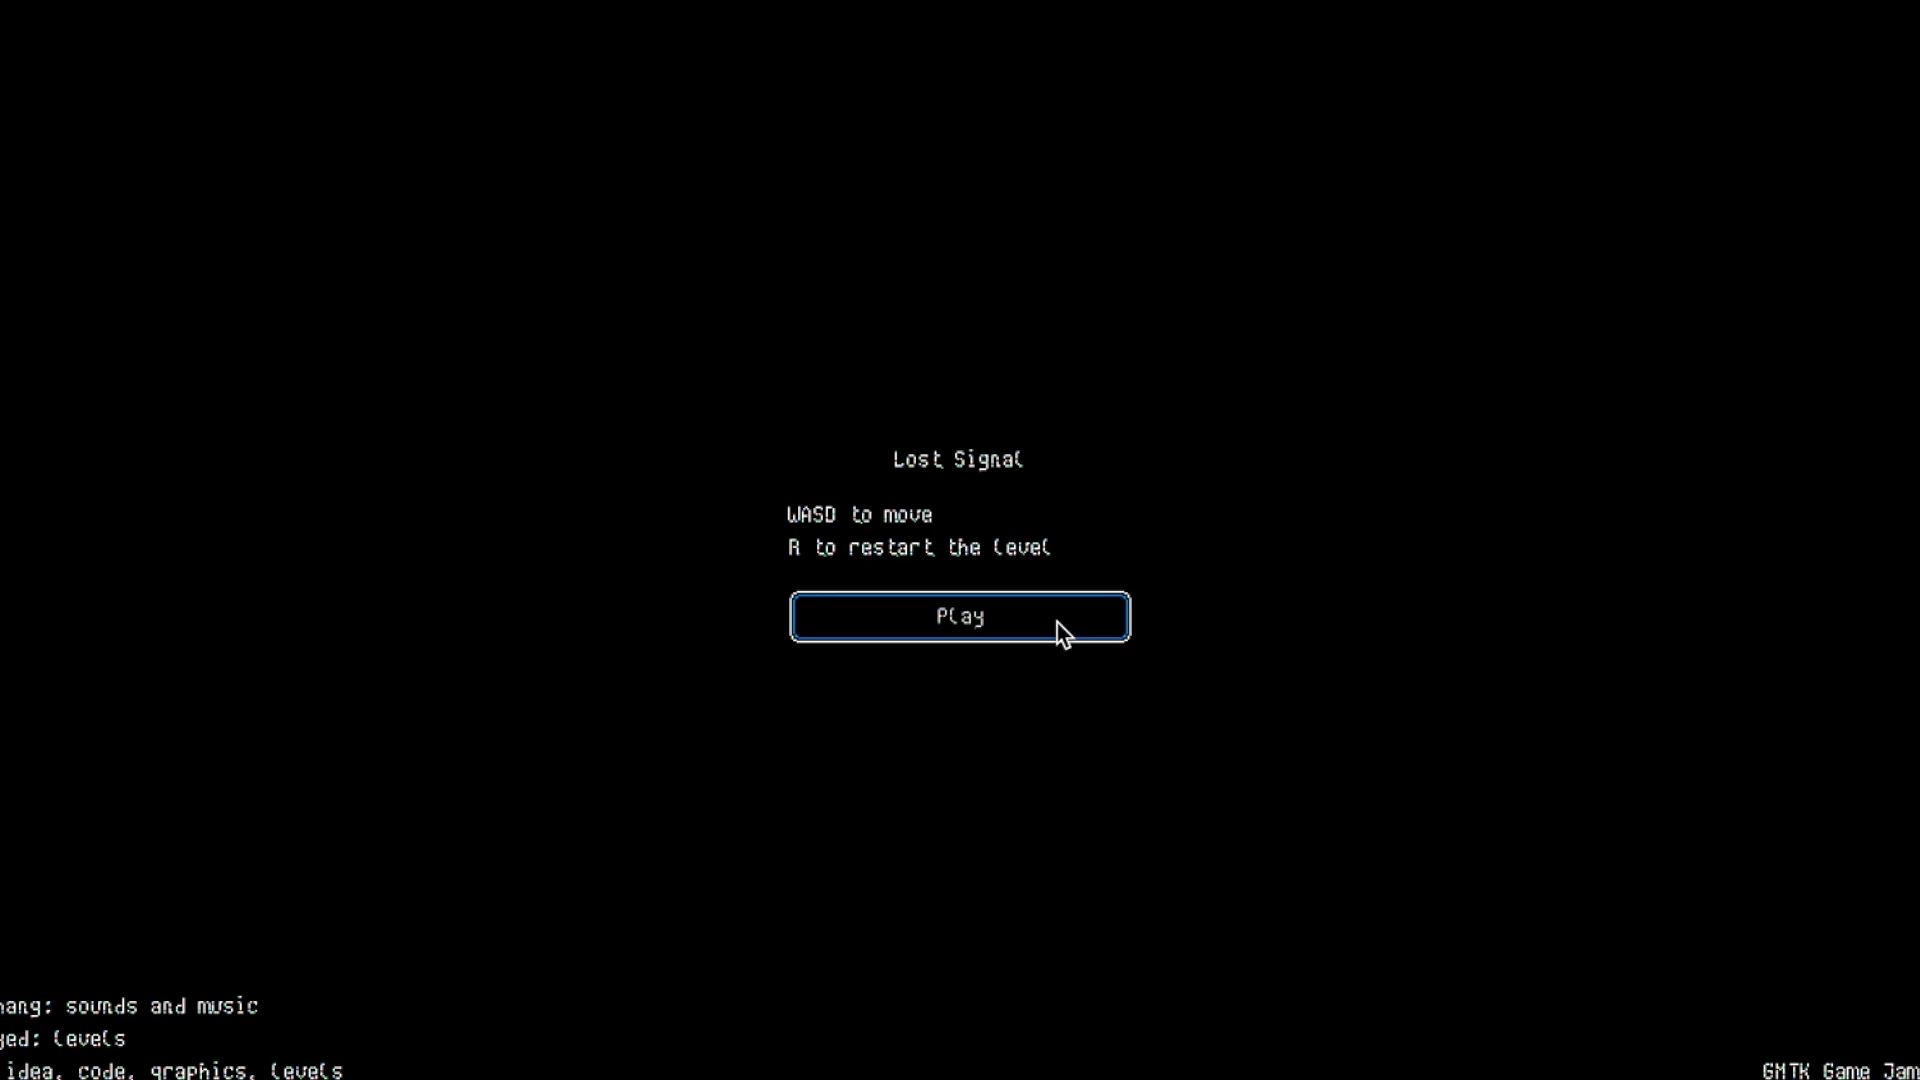 Lost Signal
WASD to move
R to restart the level
Play
sounds and music
levels
idea, code, graphics, levels
GMTK Game Jam